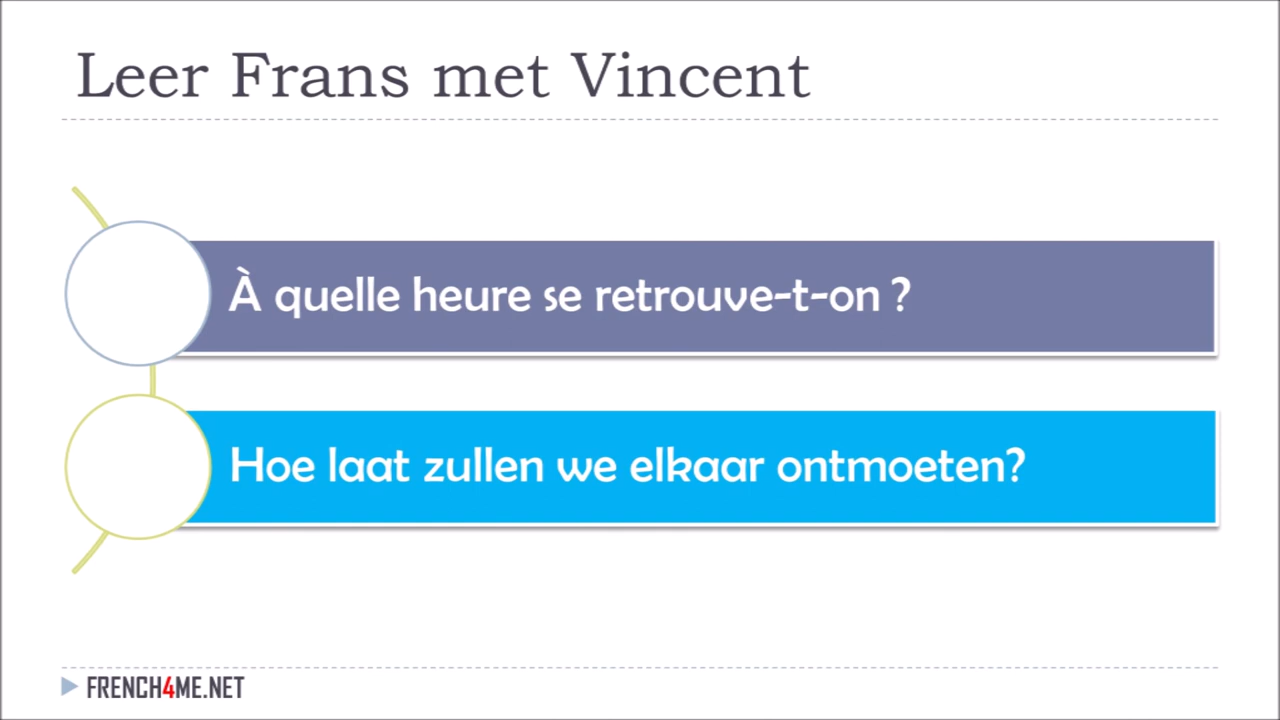 Leer Frans met Vincent
À quelle heure se retrouve-t-on ?
Hoe laat zullen we elkaar ontmoeten?
FRENCH4ME.NET